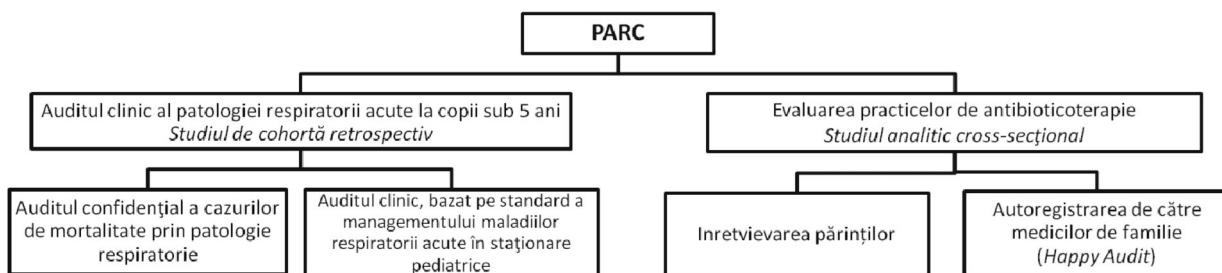 PARC
Auditul clinic al patologiei respiratorii acute la copii sub 5 ani
Studiul de cohortă retrospectiv
Evaluarea practicelor de antibioticoterapie
Studiul analitic cross-secțional
Auditul confidențial a cazurilor
de mortalitate prin patologie
respiratorie
Auditul clinic, bazat pe standard a
managementului maladiilor
respiratorii acute în staționare
pediatrice
Inretvievarea părinților
Autoregistrarea de către
medicilor de familie
(Happy Audit)